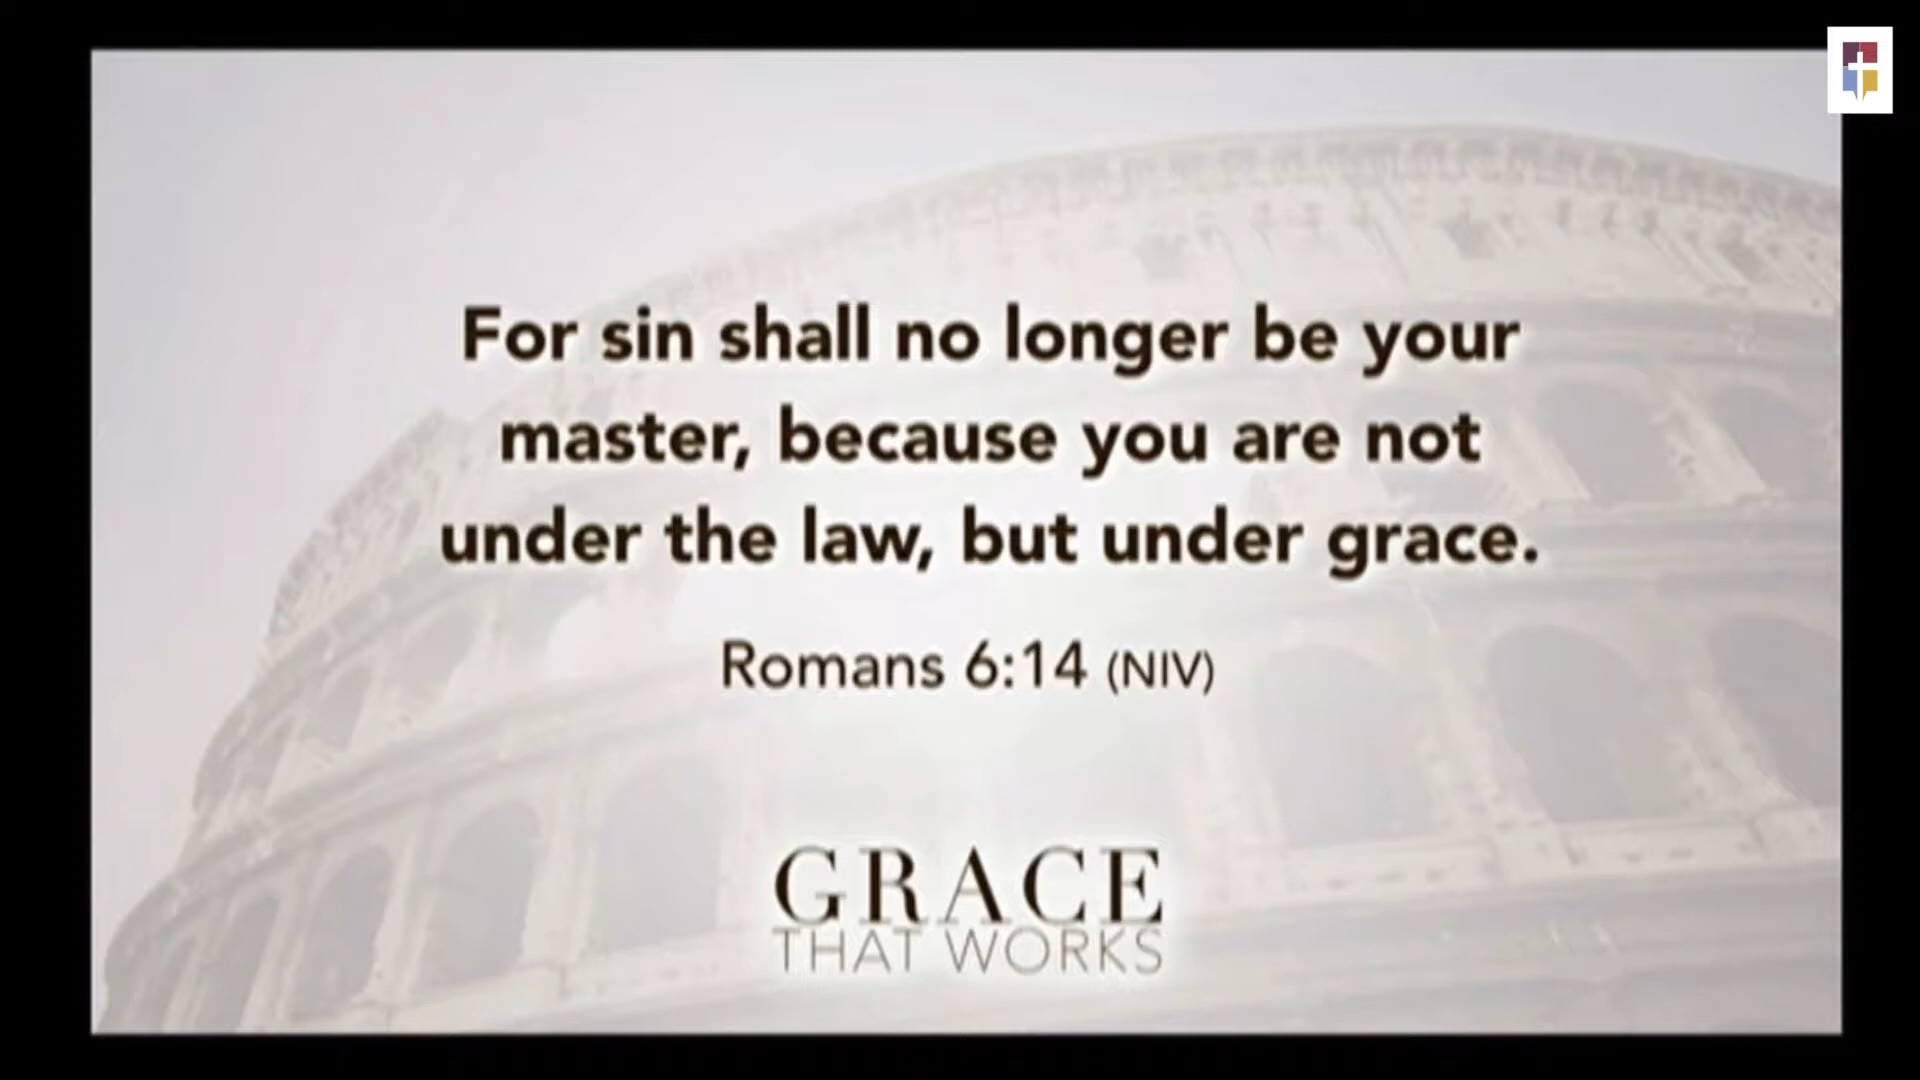 For sin shall no longer be your
master, because you are not
under the law, but under grace.
Romans 6:14 (NIV)
GRACE
THAT WORKS